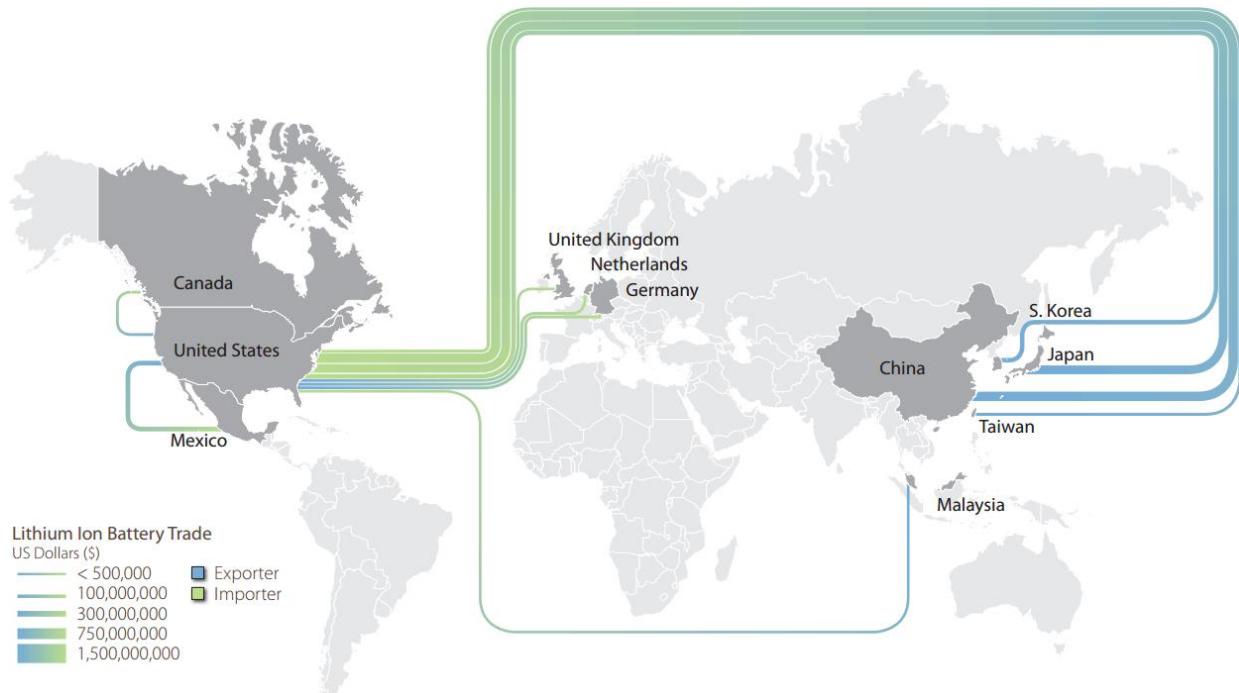 United Kingdom
Netherlands
Germany
Canada
S. Korea
United States
Japan
China
Taiwan
Mexico
Malaysia
Lithium Ion Battery Trade
US Dollars ($)
< 500,000
Exporter
100,000,000
Importer
300,000,000
750,000,000
1,500,000,000